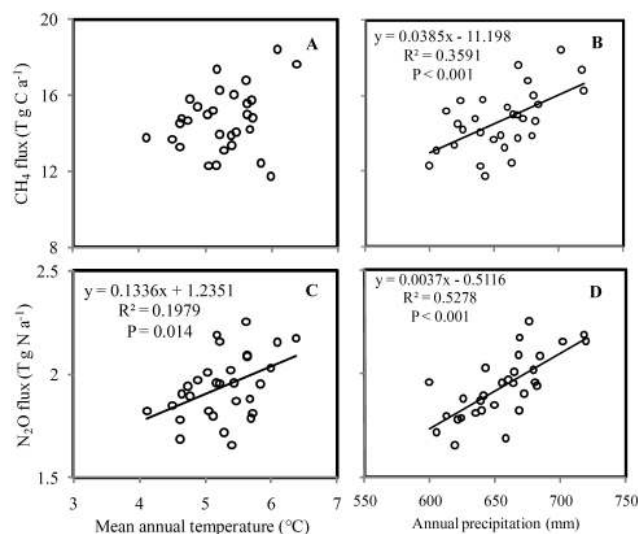 20
16
12
8
CH₄ flux (T g C a⁻¹)
A
y = 0.0385x - 11.198
R² = 0.3591
P < 0.001
B
2.5
2
1.5
N₂O flux (T g N a⁻¹)
y = 0.1336x + 1.2351
R² = 0.1979
P = 0.014
C
y = 0.0037x - 0.5116
R² = 0.5278
P < 0.001
D
3 4 5 6 7
550 600 650 700 750
Mean annual temperature (°C)
Annual precipitation (mm)